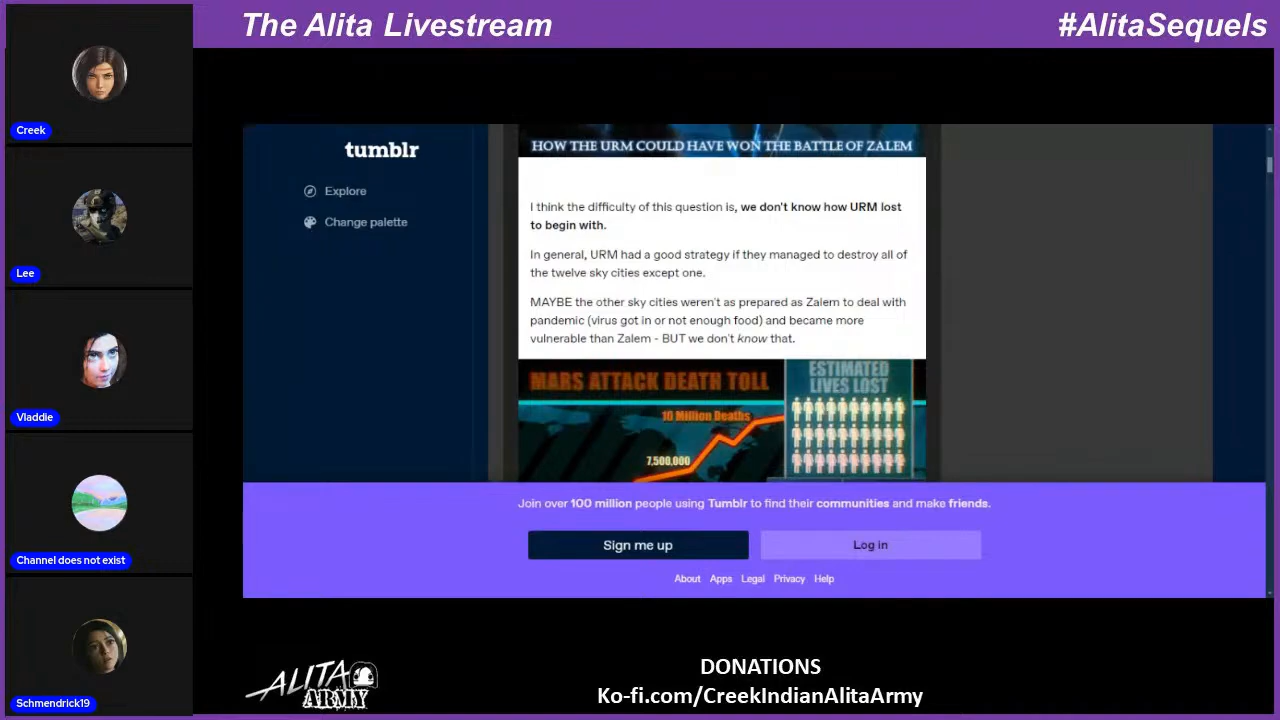 The Alita Livestream
#AlitaSequels
Creek
Lee
Vladdie
Channel does not exist
Schmendrick19
tumblr
Explore
Change palette
HOW THE URM COULD HAVE WON THE BATTLE OF ZALEM
I think the difficulty of this question is, we don't know how URM lost
to begin with.
In general, URM had a good strategy if they managed to destroy all of
the twelve sky cities except one.
MAYBE the other sky cities weren't as prepared as Zalem to deal with
pandemic (virus got in or not enough food) and became more
vulnerable than Zalem - BUT we don't know that.
MARS ATTACK DEATH TOLL
ESTIMATED
LIVES LOST
10 Million Deaths
7,500,000
Join over 100 million people using Tumblr to find their communities and make friends.
Sign me up
Log in
About Apps Legal Privacy Help
ALITA
ARMY
DONATIONS
Ko-fi.com/CreekIndianAlitaArmy